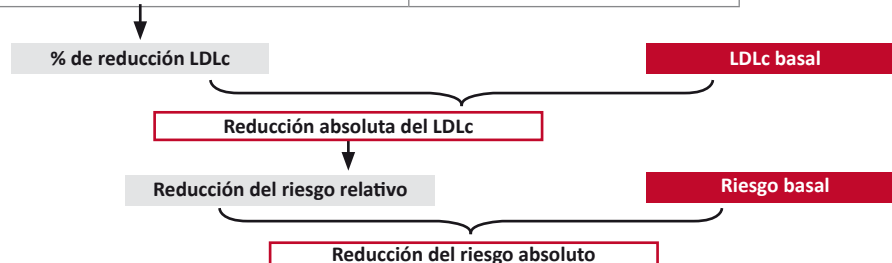 % de reducción LDLc
LDLc basal
Reducción absoluta del LDLc
Reducción del riesgo relativo
Riesgo basal
Reducción del riesgo absoluto